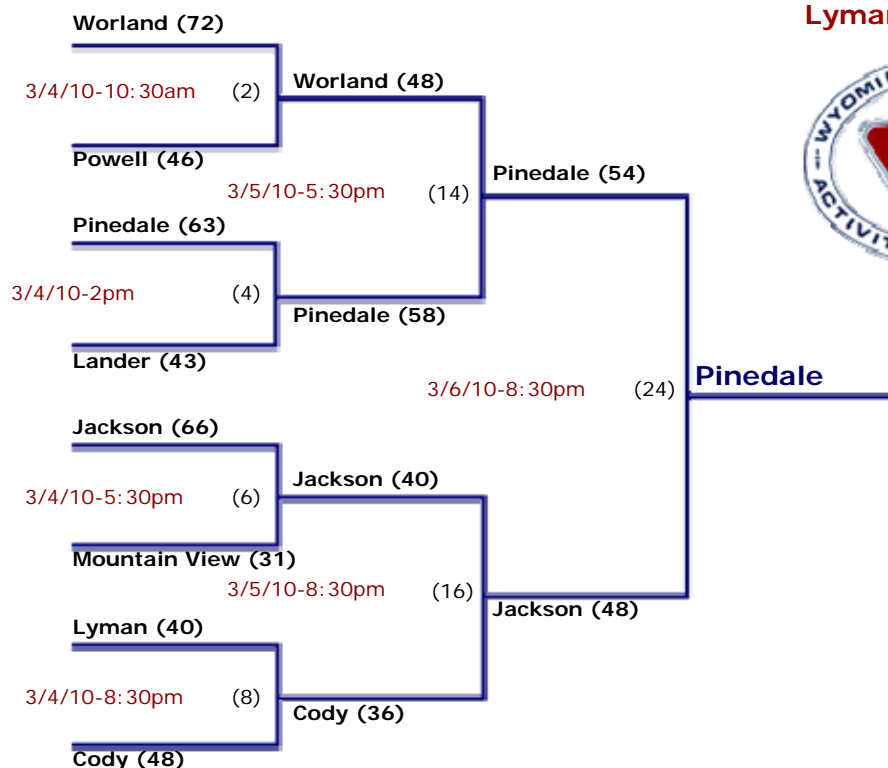 Worland (72)
Lyman
3/4/10-10:30am (2)
Worland (48)
Powell (46)
3/5/10-5:30pm (14)
Pinedale (54)
Pinedale (63)
3/4/10-2pm (4)
Pinedale (58)
Lander (43)
3/6/10-8:30pm (24)
Pinedale
Jackson (66)
3/4/10-5:30pm (6)
Jackson (40)
Mountain View (31)
3/5/10-8:30pm (16)
Jackson (48)
Lyman (40)
3/4/10-8:30pm (8)
Cody (36)
Cody (48)